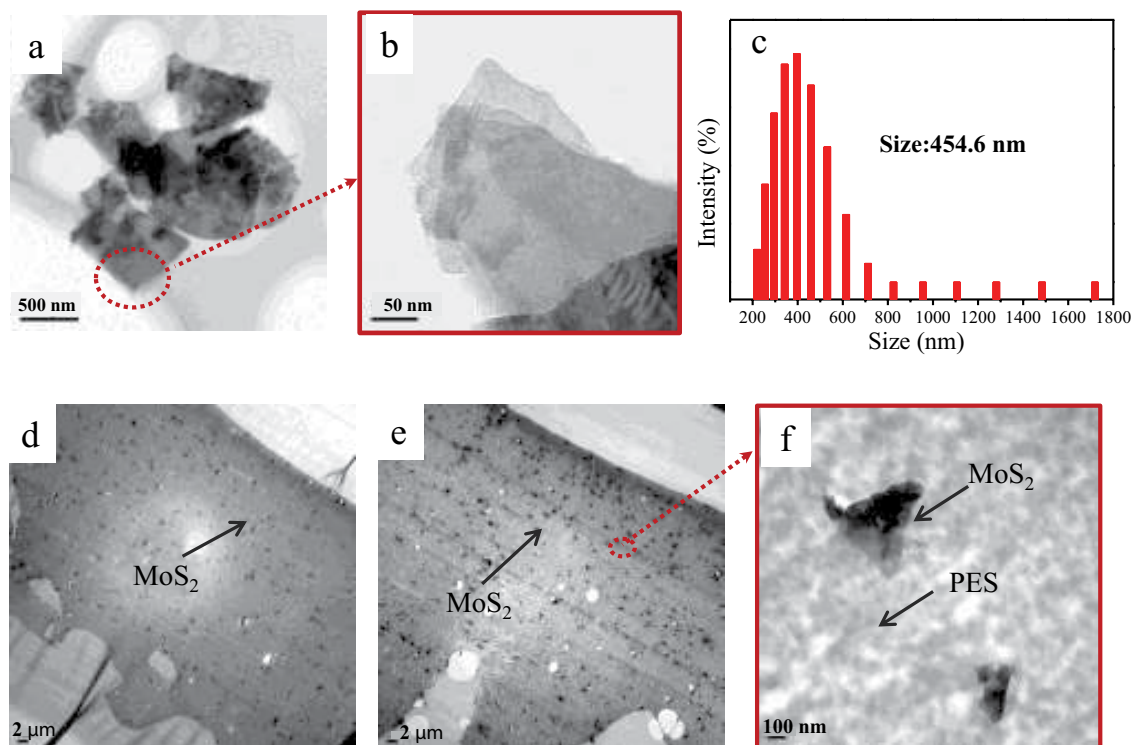 a
500 nm
b
50 nm
c
Size:454.6 nm
Intensity (%)
200 400 600 800 1000 1200 1400 1600 1800
Size (nm)
d
MoS₂
2 µm
e
MoS₂
2 µm
f
MoS₂
PES
100 nm